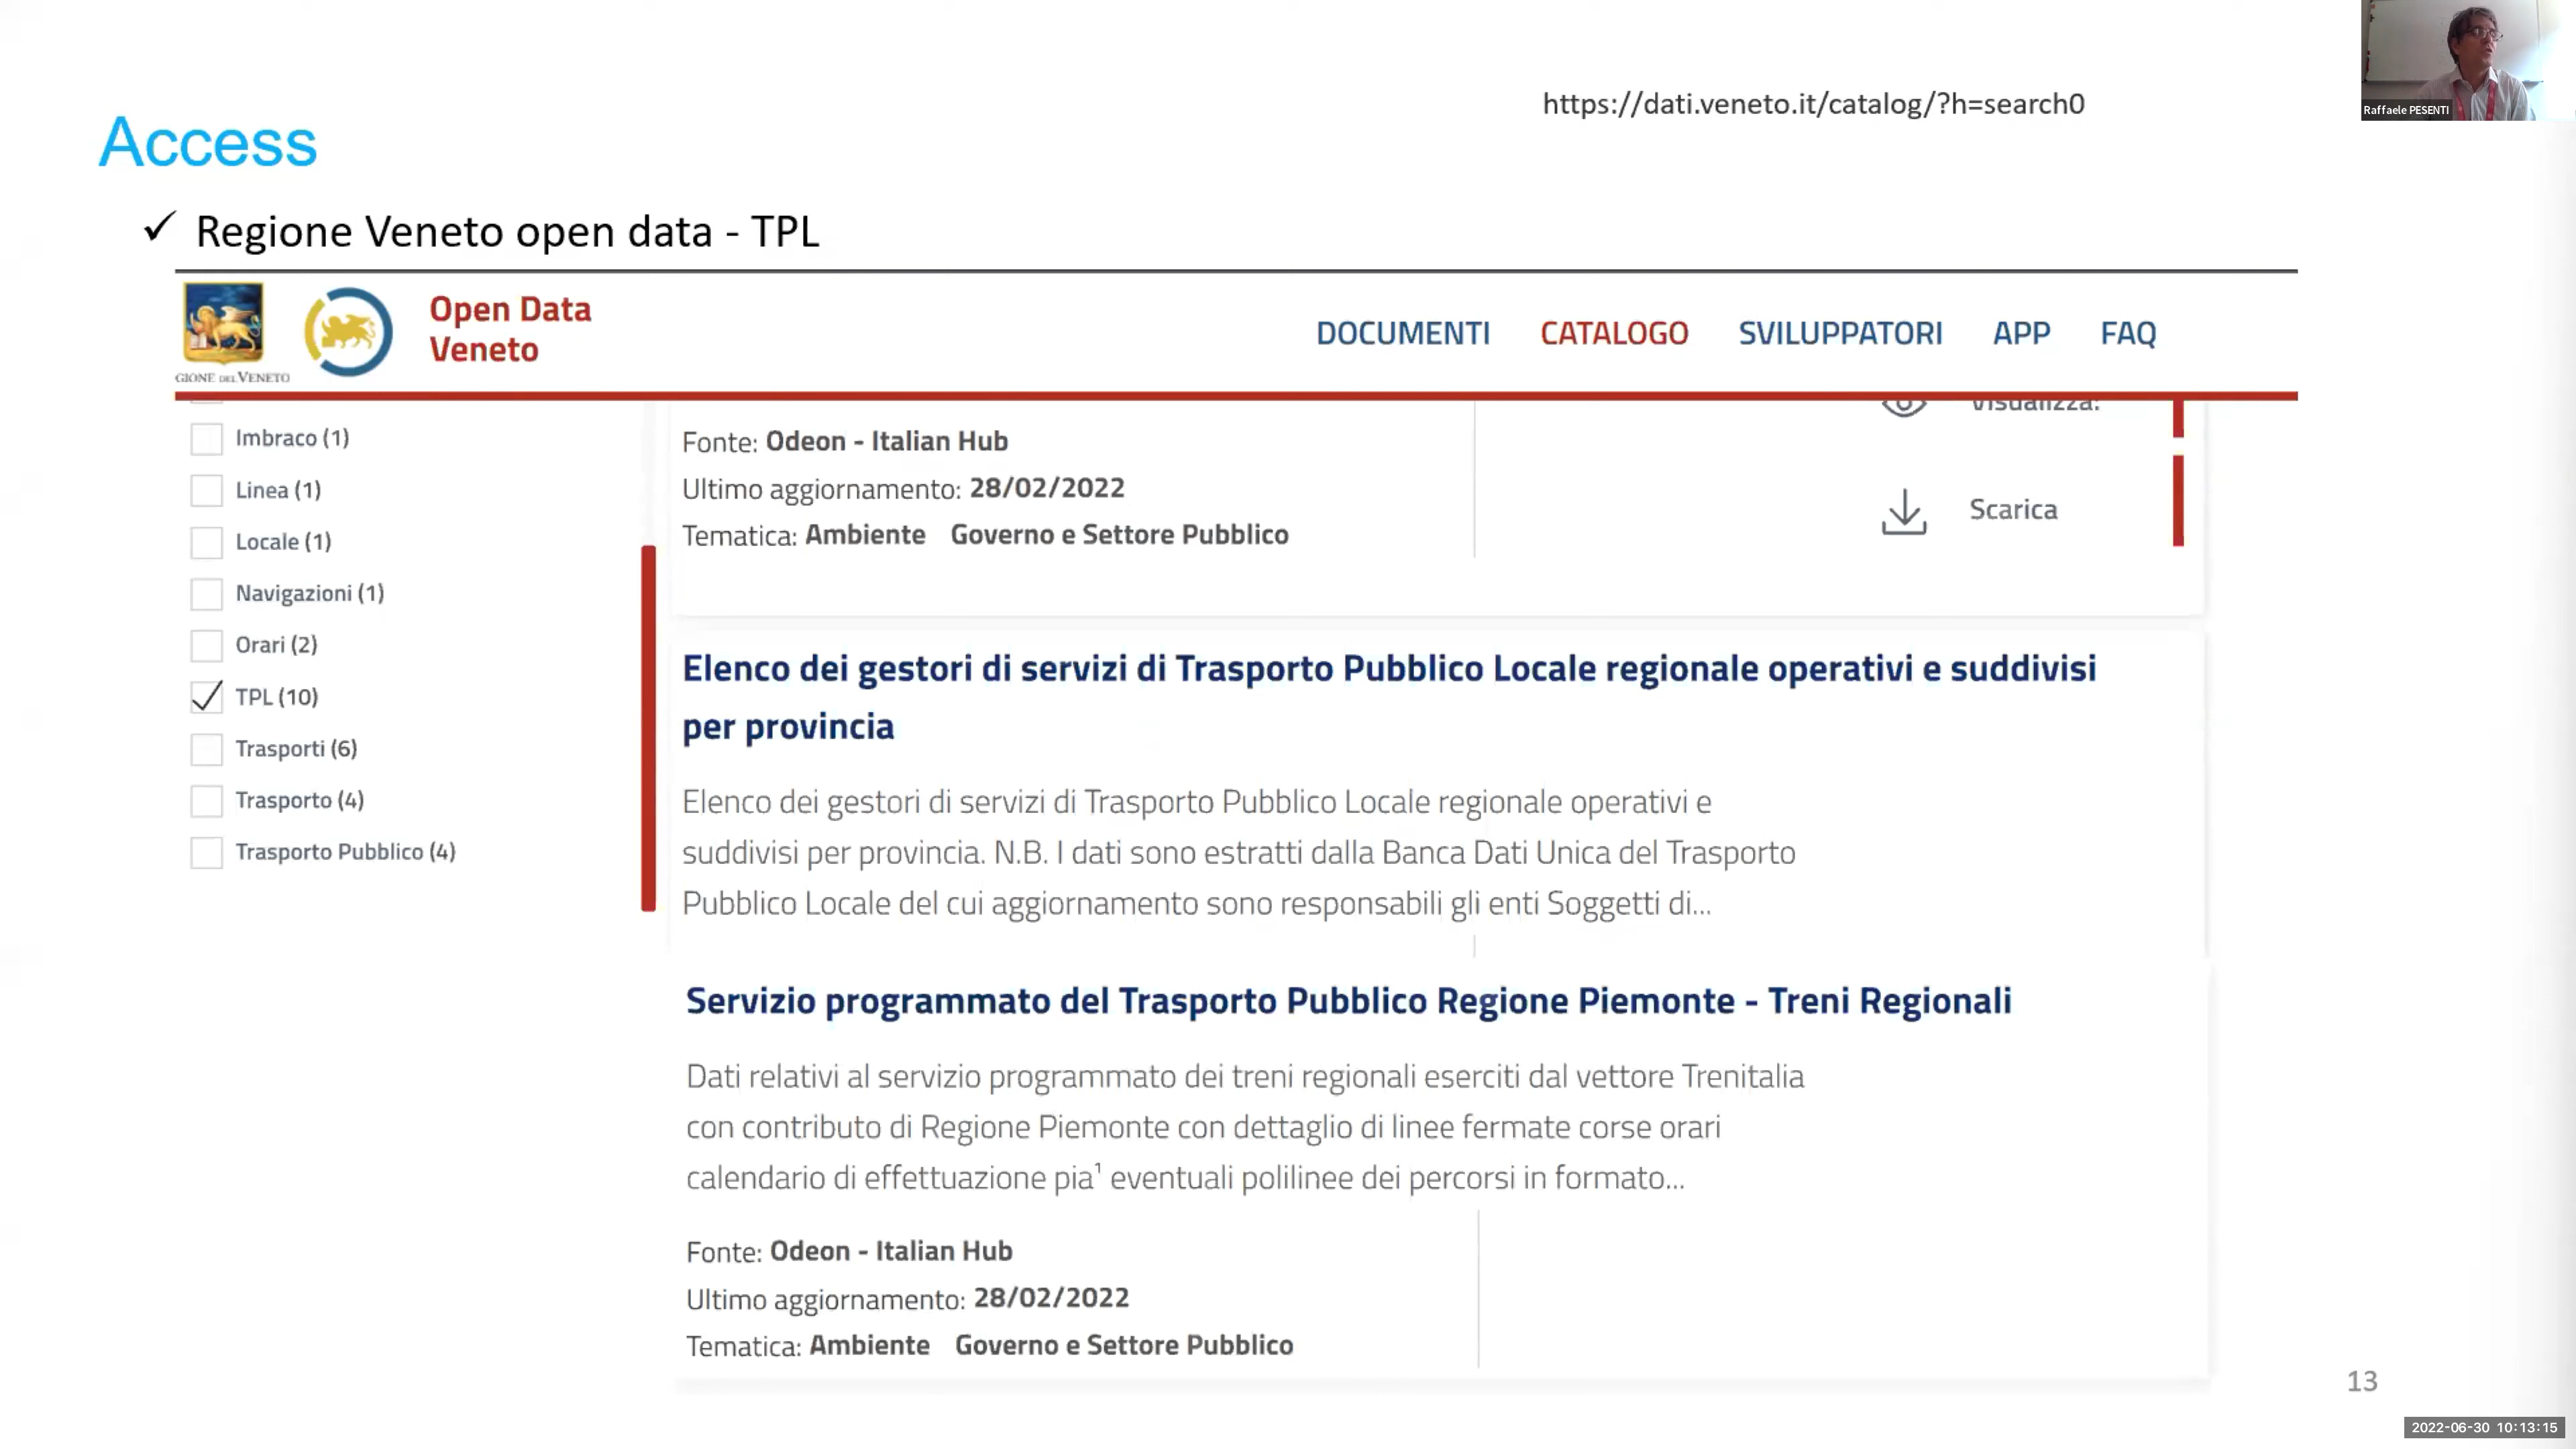 https://dati.veneto.it/catalog/?h=search0
Raffaele PESENTI
Access
✓ Regione Veneto open data - TPL
GIONE DEL VENETO
Open Data
Veneto
DOCUMENTI CATALOGO SVILUPPATORI APP FAQ
Imbraco (1)
Linea (1)
Locale (1)
Navigazioni (1)
Orari (2)
TPL (10)
Trasporti (6)
Trasporto (4)
Trasporto Pubblico (4)
Visualizza:
Fonte: Odeon - Italian Hub
Ultimo aggiornamento: 28/02/2022
Scarica
Tematica: Ambiente Governo e Settore Pubblico
Elenco dei gestori di servizi di Trasporto Pubblico Locale regionale operativi e suddivisi
per provincia
Elenco dei gestori di servizi di Trasporto Pubblico Locale regionale operativi e
suddivisi per provincia. N.B. I dati sono estratti dalla Banca Dati Unica del Trasporto
Pubblico Locale del cui aggiornamento sono responsabili gli enti Soggetti di...
Servizio programmato del Trasporto Pubblico Regione Piemonte - Treni Regionali
Dati relativi al servizio programmato dei treni regionali eserciti dal vettore Trenitalia
con contributo di Regione Piemonte con dettaglio di linee fermate corse orari
calendario di effettuazione pia¹ eventuali polilinee dei percorsi in formato...
Fonte: Odeon - Italian Hub
Ultimo aggiornamento: 28/02/2022
Tematica: Ambiente Governo e Settore Pubblico
13
2022-06-30 10:13:15